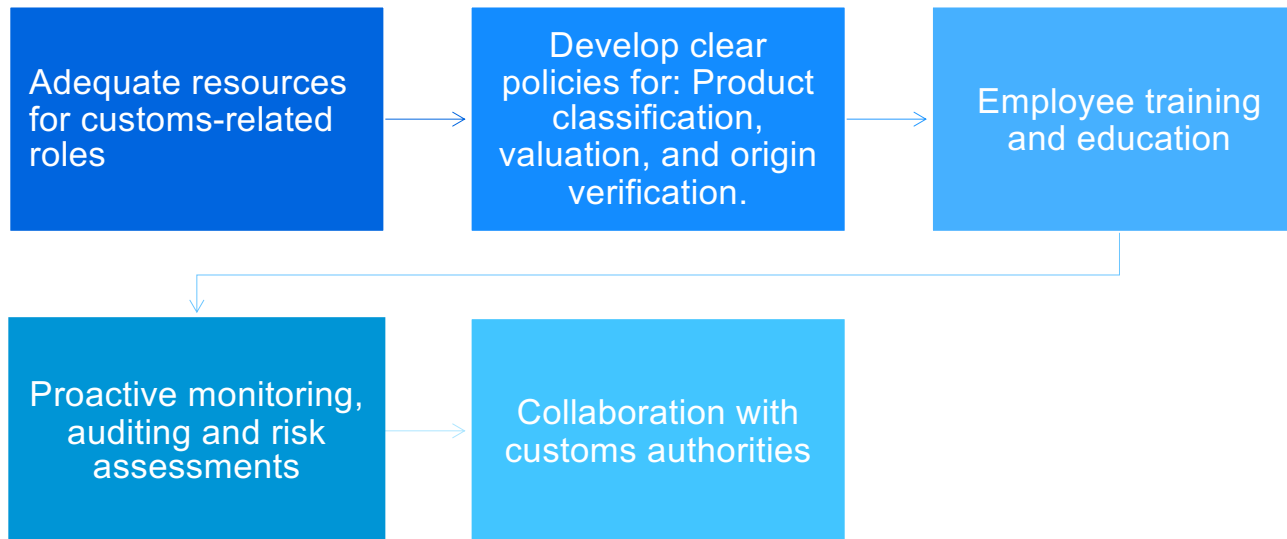 Adequate resources
for customs-related
roles
Develop clear
policies for: Product
classification,
valuation, and origin
verification.
Employee training
and education
Proactive monitoring,
auditing and risk
assessments
Collaboration with
customs authorities